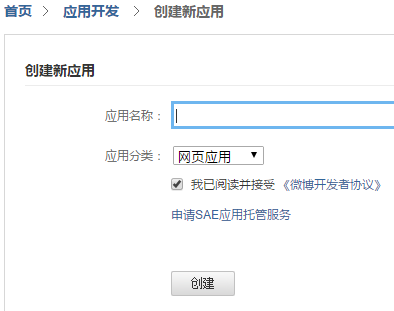 首页 > 应用开发 > 创建新应用
创建新应用
应用名称：
应用分类： 网页应用
我已阅读并接受 《微博开发者协议》
申请SAE应用托管服务
创建